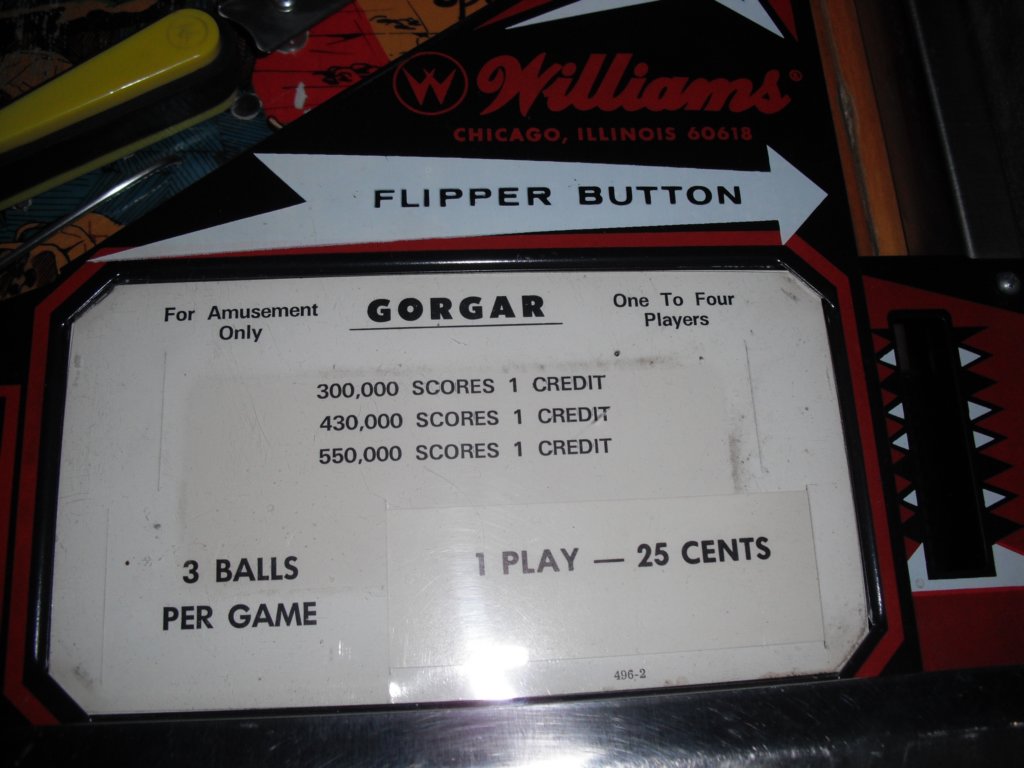 W Williams®
CHICAGO, ILLINOIS 60618
FLIPPER BUTTON
For Amusement
Only
GORGAR
One To Four
Players
300,000 SCORES 1 CREDIT
430,000 SCORES 1 CREDIT
550,000 SCORES 1 CREDIT
3 BALLS
PER GAME
1 PLAY — 25 CENTS
496-2